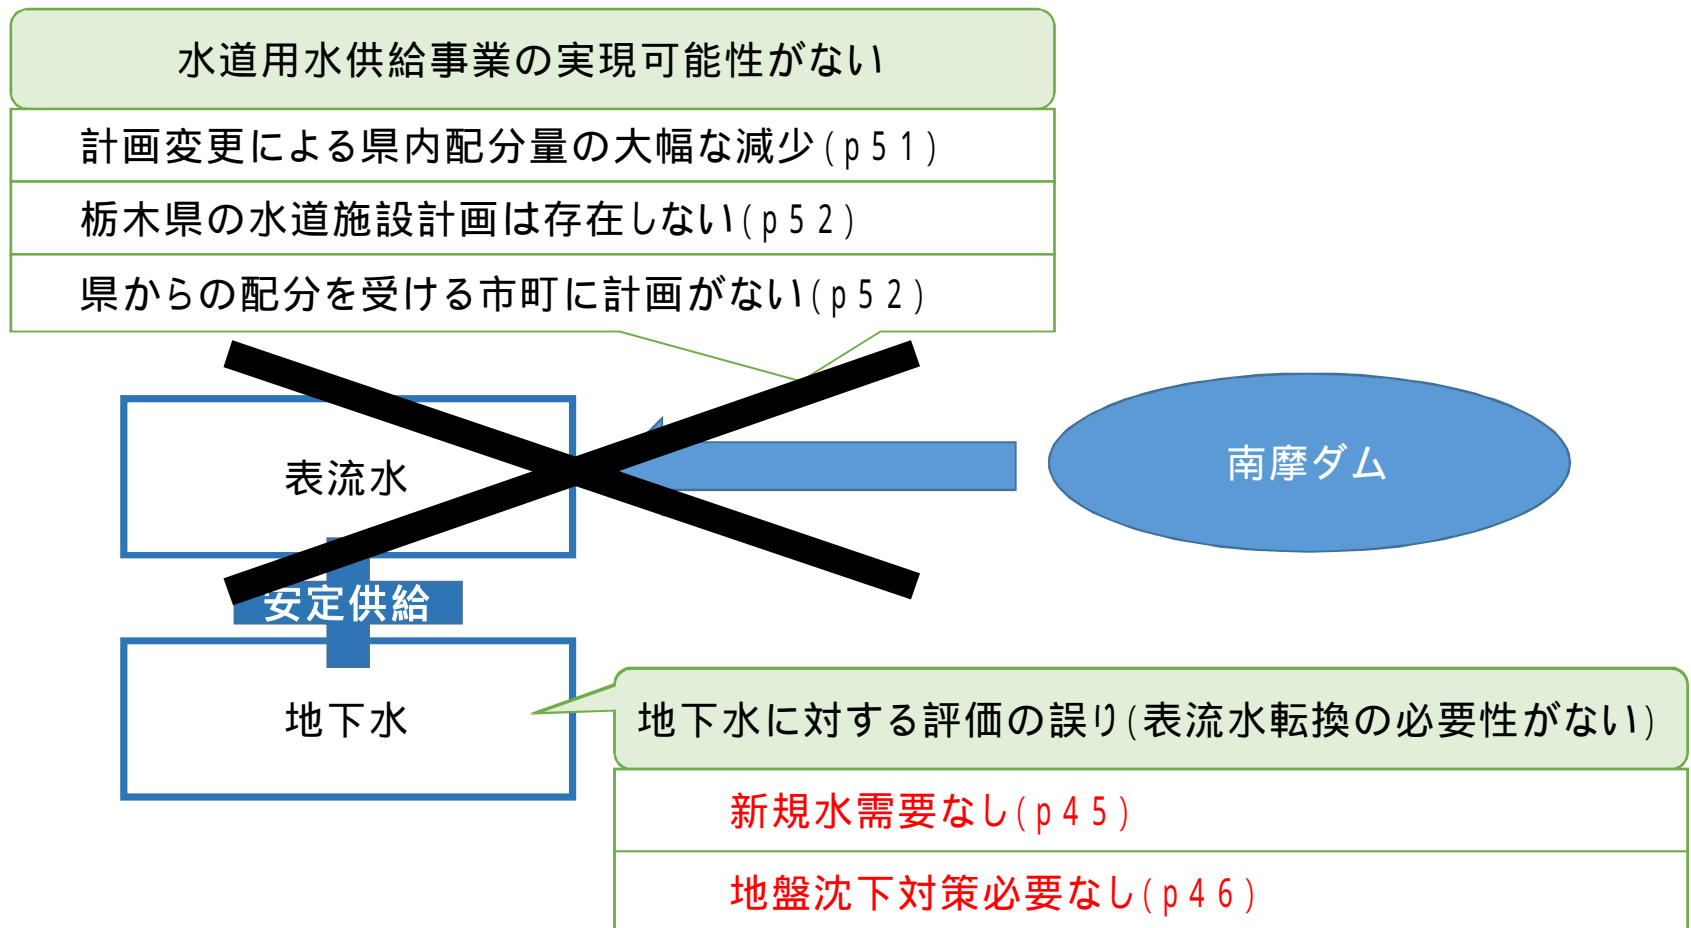 水道用水供給事業の実現可能性がない
計画変更による県内配分量の大幅な減少(p51)
栃木県の水道施設計画は存在しない(p52)
県からの配分を受ける市町に計画がない(p52)
表流水
南摩ダム
安定供給
地下水
地下水に対する評価の誤り(表流水転換の必要性がない)
新規水需要なし(p45)
地盤沈下対策必要なし(p46)